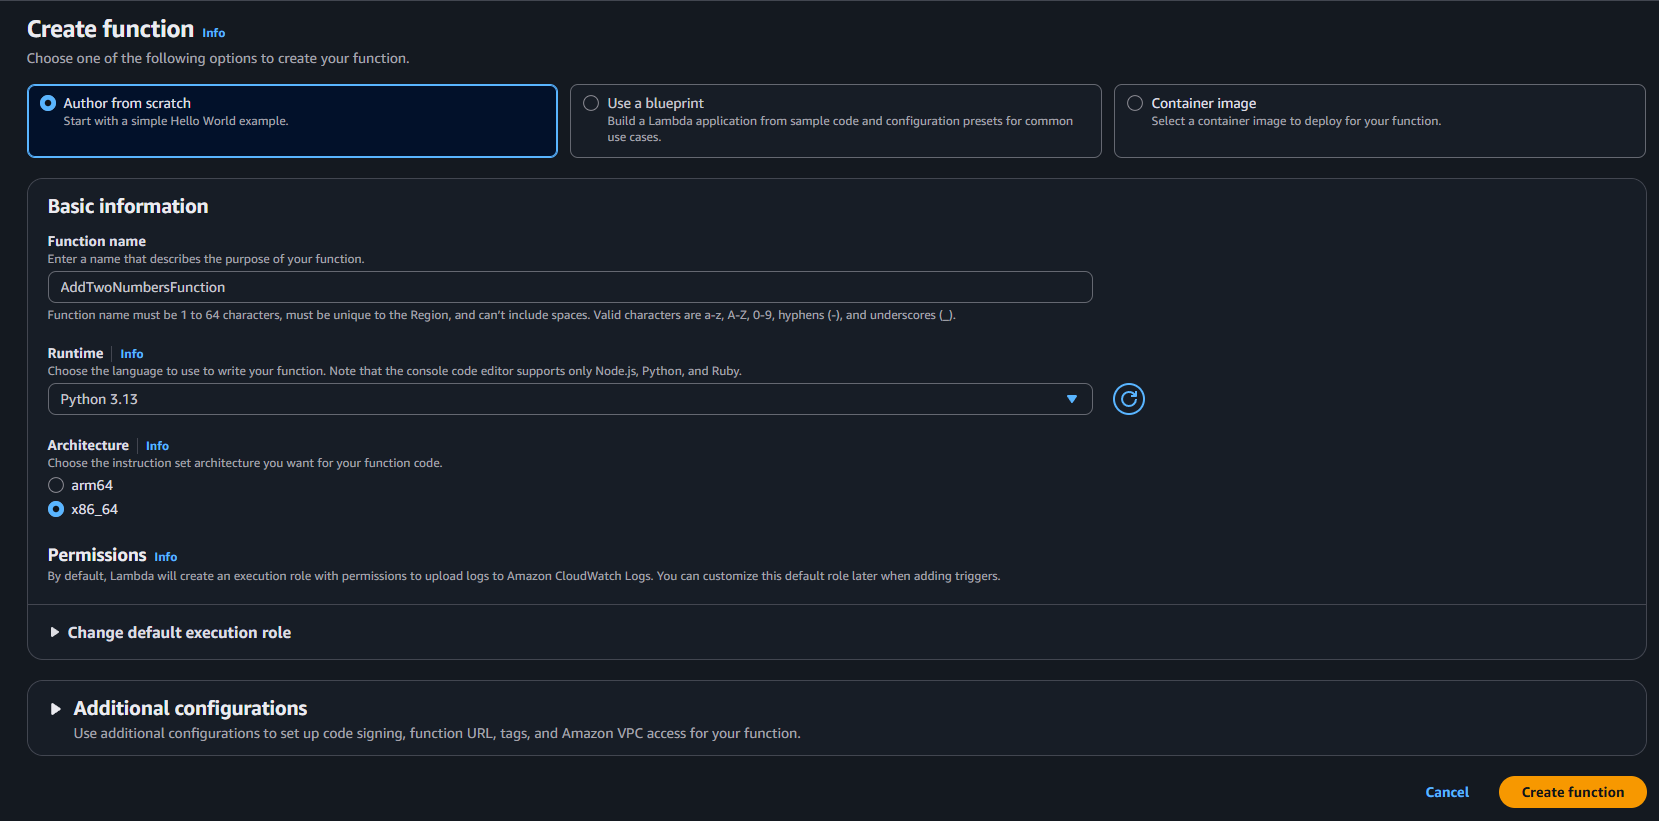 Create function Info
Choose one of the following options to create your function.
Author from scratch
Start with a simple Hello World example.
Use a blueprint
Build a Lambda application from sample code and configuration presets for common
use cases.
Container image
Select a container image to deploy for your function.
Basic information
Function name
Enter a name that describes the purpose of your function.
AddTwoNumbersFunction
Function name must be 1 to 64 characters, must be unique to the Region, and can't include spaces. Valid characters are a-z, A-Z, 0-9, hyphens (-), and underscores (_).
Runtime Info
Choose the language to use to write your function. Note that the console code editor supports only Node.js, Python, and Ruby.
Python 3.13
Architecture Info
Choose the instruction set architecture you want for your function code.
arm64
x86_64
Permissions Info
By default, Lambda will create an execution role with permissions to upload logs to Amazon CloudWatch Logs. You can customize this default role later when adding triggers.
Change default execution role
Additional configurations
Use additional configurations to set up code signing, function URL, tags, and Amazon VPC access for your function.
Cancel Create function